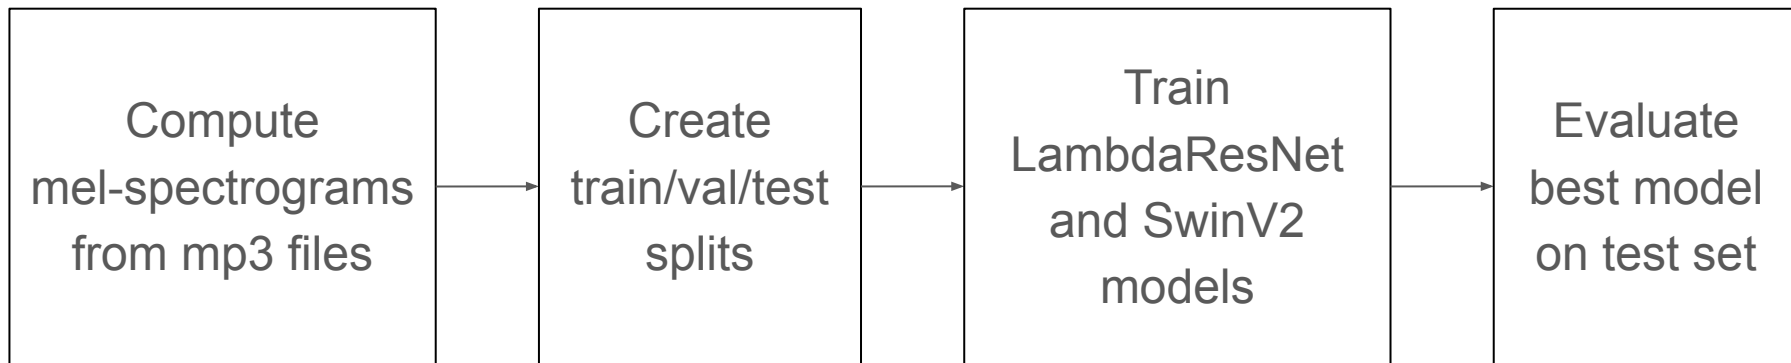 Compute
mel-spectrograms
from mp3 files
Create
train/val/test
splits
Train
LambdaResNet
and SwinV2
models
Evaluate
best model
on test set